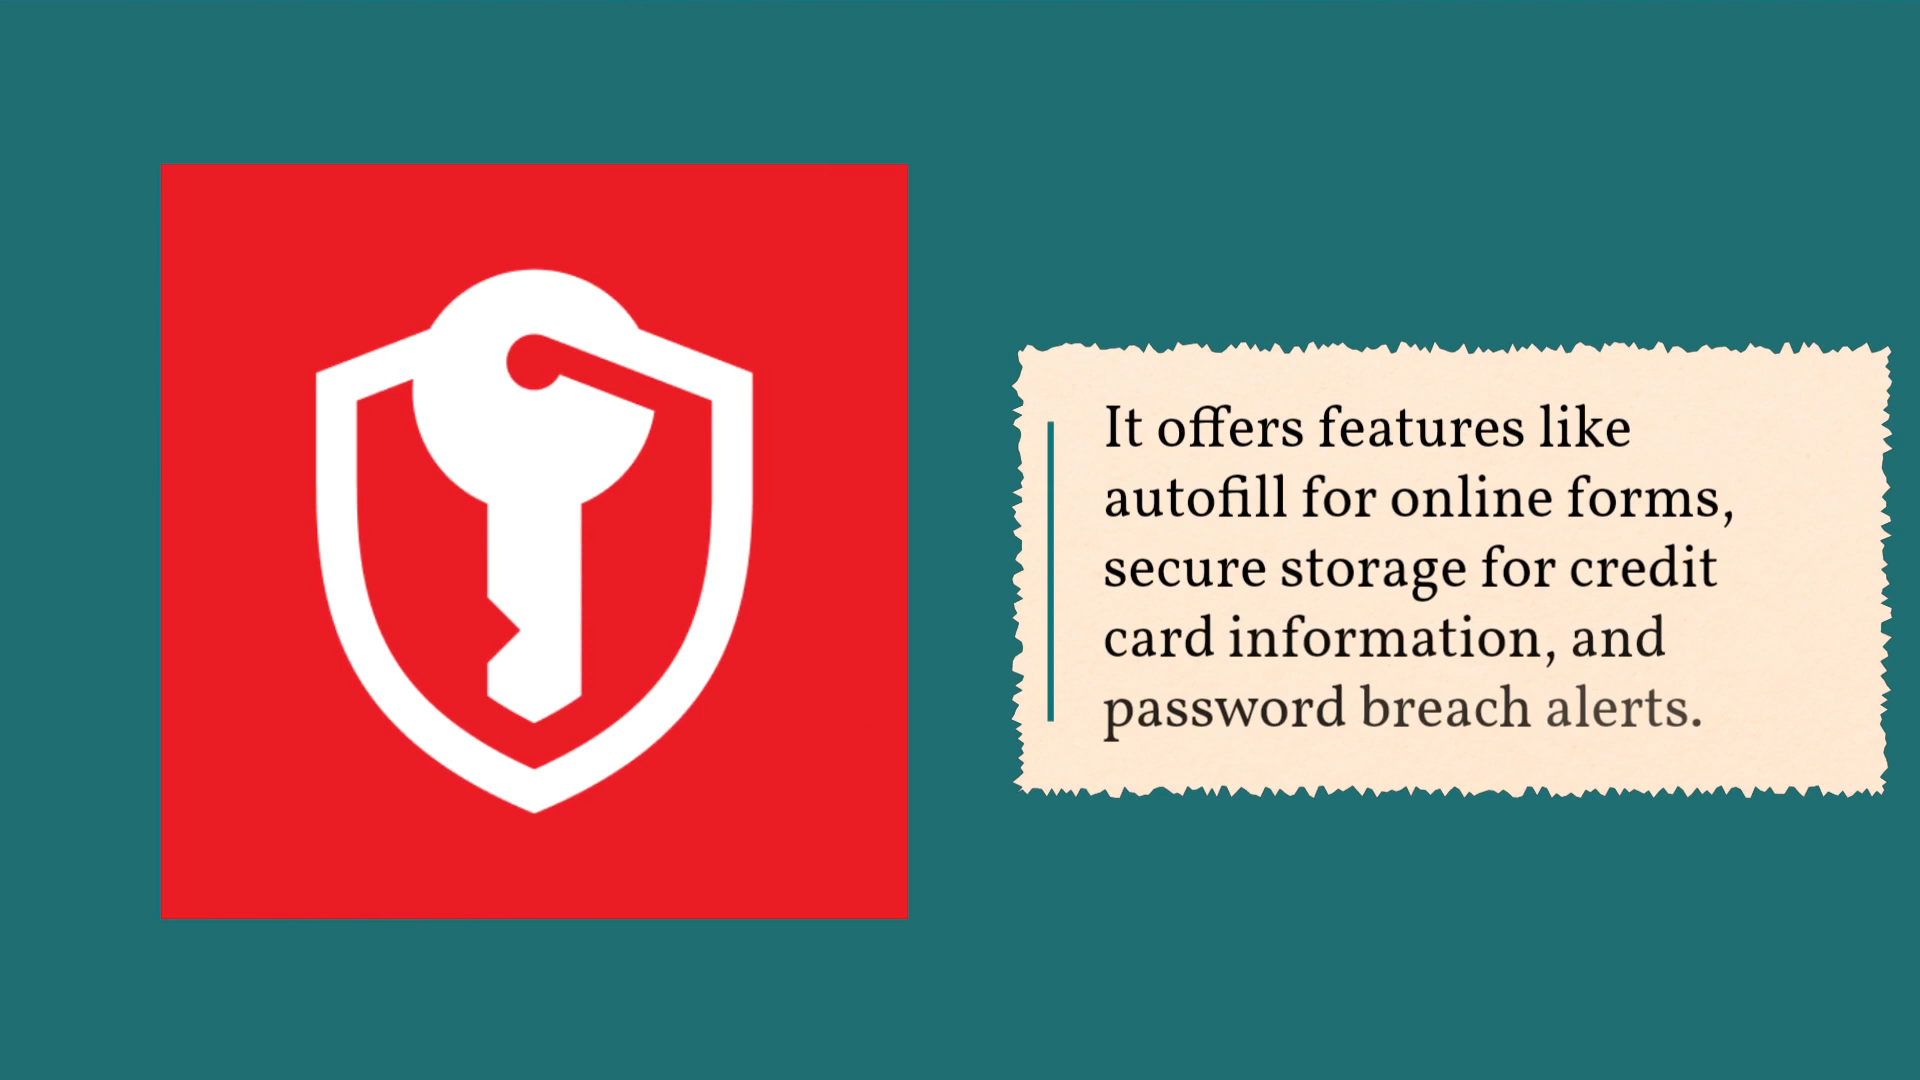 It offers features like
autofill for online forms,
secure storage for credit
card information, and
password breach alerts.